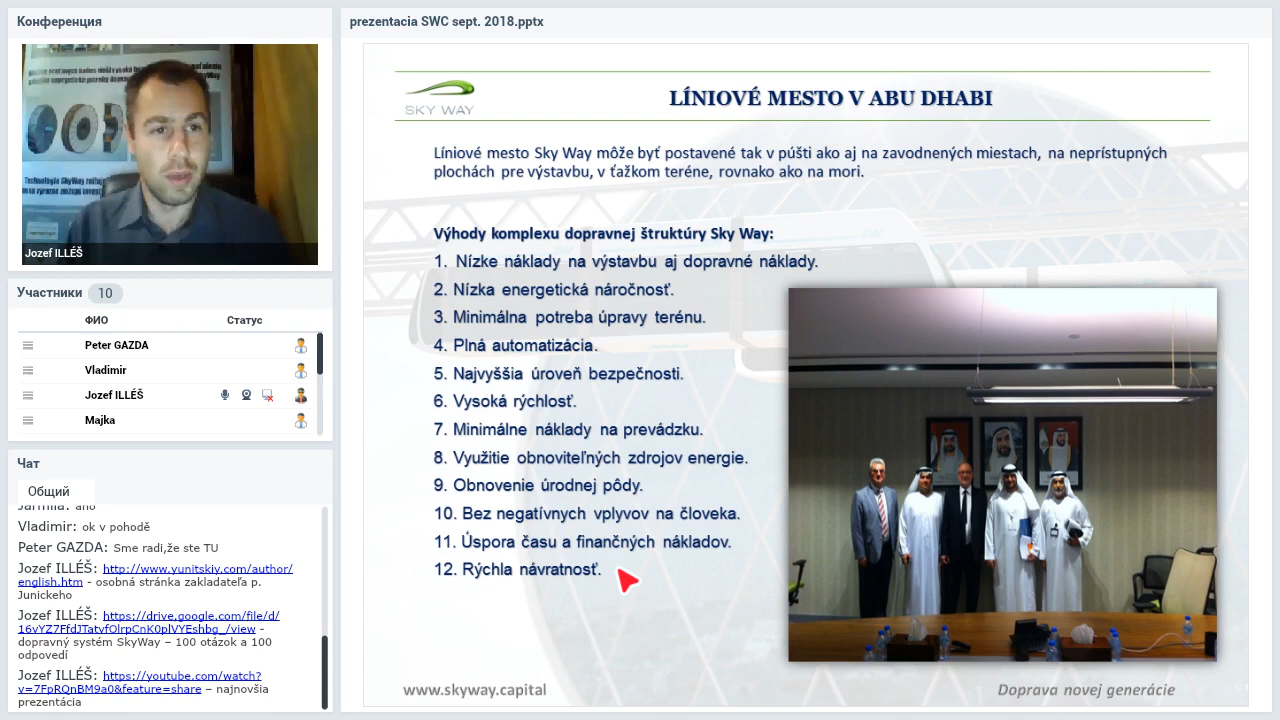 Конференция
Jozef ILLÉŠ
Участники 10
ФИО Статус
Peter GAZDA
Vladimir
Jozef ILLÉŠ
Majka
Чат
Общий
Jarmila: ano
Vladimir: ok v pohodě
Peter GAZDA: Sme radi,že ste TU
Jozef ILLÉŠ: http://www.yunitskiy.com/author/
english.htm - osobná stránka zakladateľa p.
Junickeho
Jozef ILLÉŠ: https://drive.google.com/file/d/
16vYZ7FfdJTatvfOlrpCnK0plVYEshbg_/view -
dopravný systém SkyWay – 100 otázok a 100
odpovedí
Jozef ILLÉŠ: https://youtube.com/watch?
v=7FpRQnBM9a0&feature=share – najnovšia
prezentácia
prezentacia SWC sept. 2018.pptx
SKY WAY
LÍNIOVÉ MESTO V ABU DHABI
Líniové mesto Sky Way môže byť postavené tak v púšti ako aj na zavodnených miestach, na neprístupných
plochách pre výstavbu, v ťažkom teréne, rovnako ako na mori.
Výhody komplexu dopravnej štruktúry Sky Way:
1. Nízke náklady na výstavbu aj dopravné náklady.
2. Nízka energetická náročnosť.
3. Minimálna potreba úpravy terénu.
4. Plná automatizácia.
5. Najvyššia úroveň bezpečnosti.
6. Vysoká rýchlosť.
7. Minimálne náklady na prevádzku.
8. Využitie obnoviteľných zdrojov energie.
9. Obnovenie úrodnej pôdy.
10. Bez negatívnych vplyvov na človeka.
11. Úspora času a finančných nákladov.
12. Rýchla návratnosť.
www.skyway.capital
Doprava novej generácie